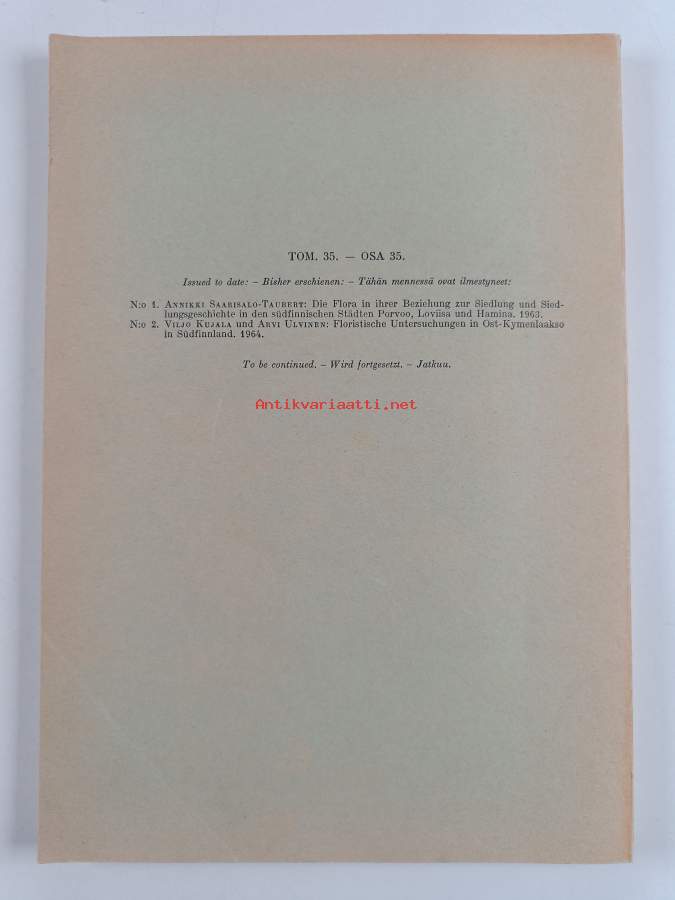 TOM. 35. — OSA 35.
Issued to date: – Bisher erschienen: – Tähän mennessä ovat ilmestyneet:
N:o 1. Annikki Saarisalo-Taubert: Die Flora in ihrer Beziehung zur Siedlung und Sied-
lungsgeschichte in den südfinnischen Städten Porvoo, Loviisa und Hamina. 1963.
N:o 2. Viljo Kujala und Arvi Ulvinen: Floristische Untersuchungen in Ost-Kymenlaakso
in Südfinnland. 1964.
To be continued. – Wird fortgesetzt. – Jatkuu.
Antikvariaatti.net